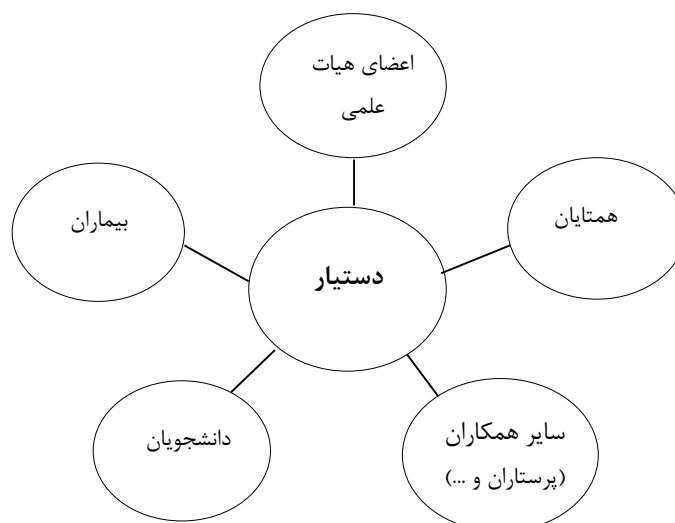 اعضای هیات
علمی
همتایان
بیماران
دستیار
سایر همکاران
(پرستاران و ...)
دانشجویان